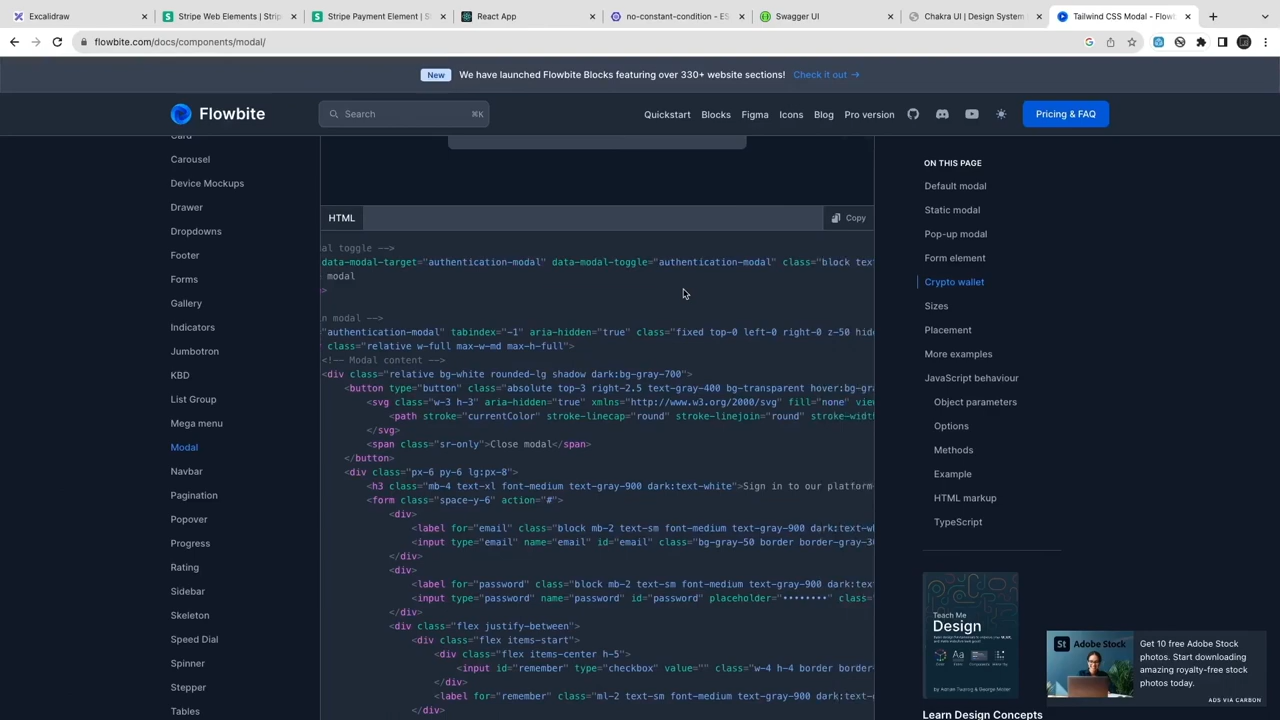 Excalidraw
Stripe Web Elements | Strip
Stripe Payment Element | S
React App
no-constant-condition - ES
Swagger UI
Chakra UI | Design System
Tailwind CSS Modal - Flowb
flowbite.com/docs/components/modal/
New
We have launched Flowbite Blocks featuring over 330+ website sections! Check it out →
Flowbite
Search
⌘K
Quickstart
Blocks
Figma
Icons
Blog
Pro version
Pricing & FAQ
Card
Carousel
Device Mockups
Drawer
Dropdowns
Footer
Forms
Gallery
Indicators
Jumbotron
KBD
List Group
Mega menu
Modal
Navbar
Pagination
Popover
Progress
Rating
Sidebar
Skeleton
Speed Dial
Spinner
Stepper
Tables
HTML
Copy
al toggle -->
data-modal-target="authentication-modal" data-modal-toggle="authentication-modal" class="block tex
modal
>
n modal -->
"authentication-modal" tabindex="-1" aria-hidden="true" class="fixed top-0 left-0 right-0 z-50 hid
class="relative w-full max-w-md max-h-full">
<!-- Modal content -->
<div class="relative bg-white rounded-lg shadow dark:bg-gray-700">
<button type="button" class="absolute top-3 right-2.5 text-gray-400 bg-transparent hover:bg-gra
<svg class="w-3 h-3" aria-hidden="true" xmlns="http://www.w3.org/2000/svg" fill="none" view
<path stroke="currentColor" stroke-linecap="round" stroke-linejoin="round" stroke-width
</svg>
<span class="sr-only">Close modal</span>
</button>
<div class="px-6 py-6 lg:px-8">
<h3 class="mb-4 text-xl font-medium text-gray-900 dark:text-white">Sign in to our platform
<form class="space-y-6" action="#">
<div>
<label for="email" class="block mb-2 text-sm font-medium text-gray-900 dark:text-wh
<input type="email" name="email" id="email" class="bg-gray-50 border border-gray-30
</div>
<div>
<label for="password" class="block mb-2 text-sm font-medium text-gray-900 dark:text
<input type="password" name="password" id="password" placeholder="••••••••" class=
</div>
<div class="flex justify-between">
<div class="flex items-start">
<div class="flex items-center h-5">
<input id="remember" type="checkbox" value="" class="w-4 h-4 border border-
</div>
<label for="remember" class="ml-2 text-sm font-medium text-gray-900 dark:te
</div>
ON THIS PAGE
Default modal
Static modal
Pop-up modal
Form element
Crypto wallet
Sizes
Placement
More examples
JavaScript behaviour
Object parameters
Options
Methods
Example
HTML markup
TypeScript
Teach Me
Design
by Adrian Twarog & George Moller
Learn Design Concepts
St Adobe Stock
Get 10 free Adobe Stock
photos. Start downloading
amazing royalty-free stock
photos today.
ADS VIA CARBON